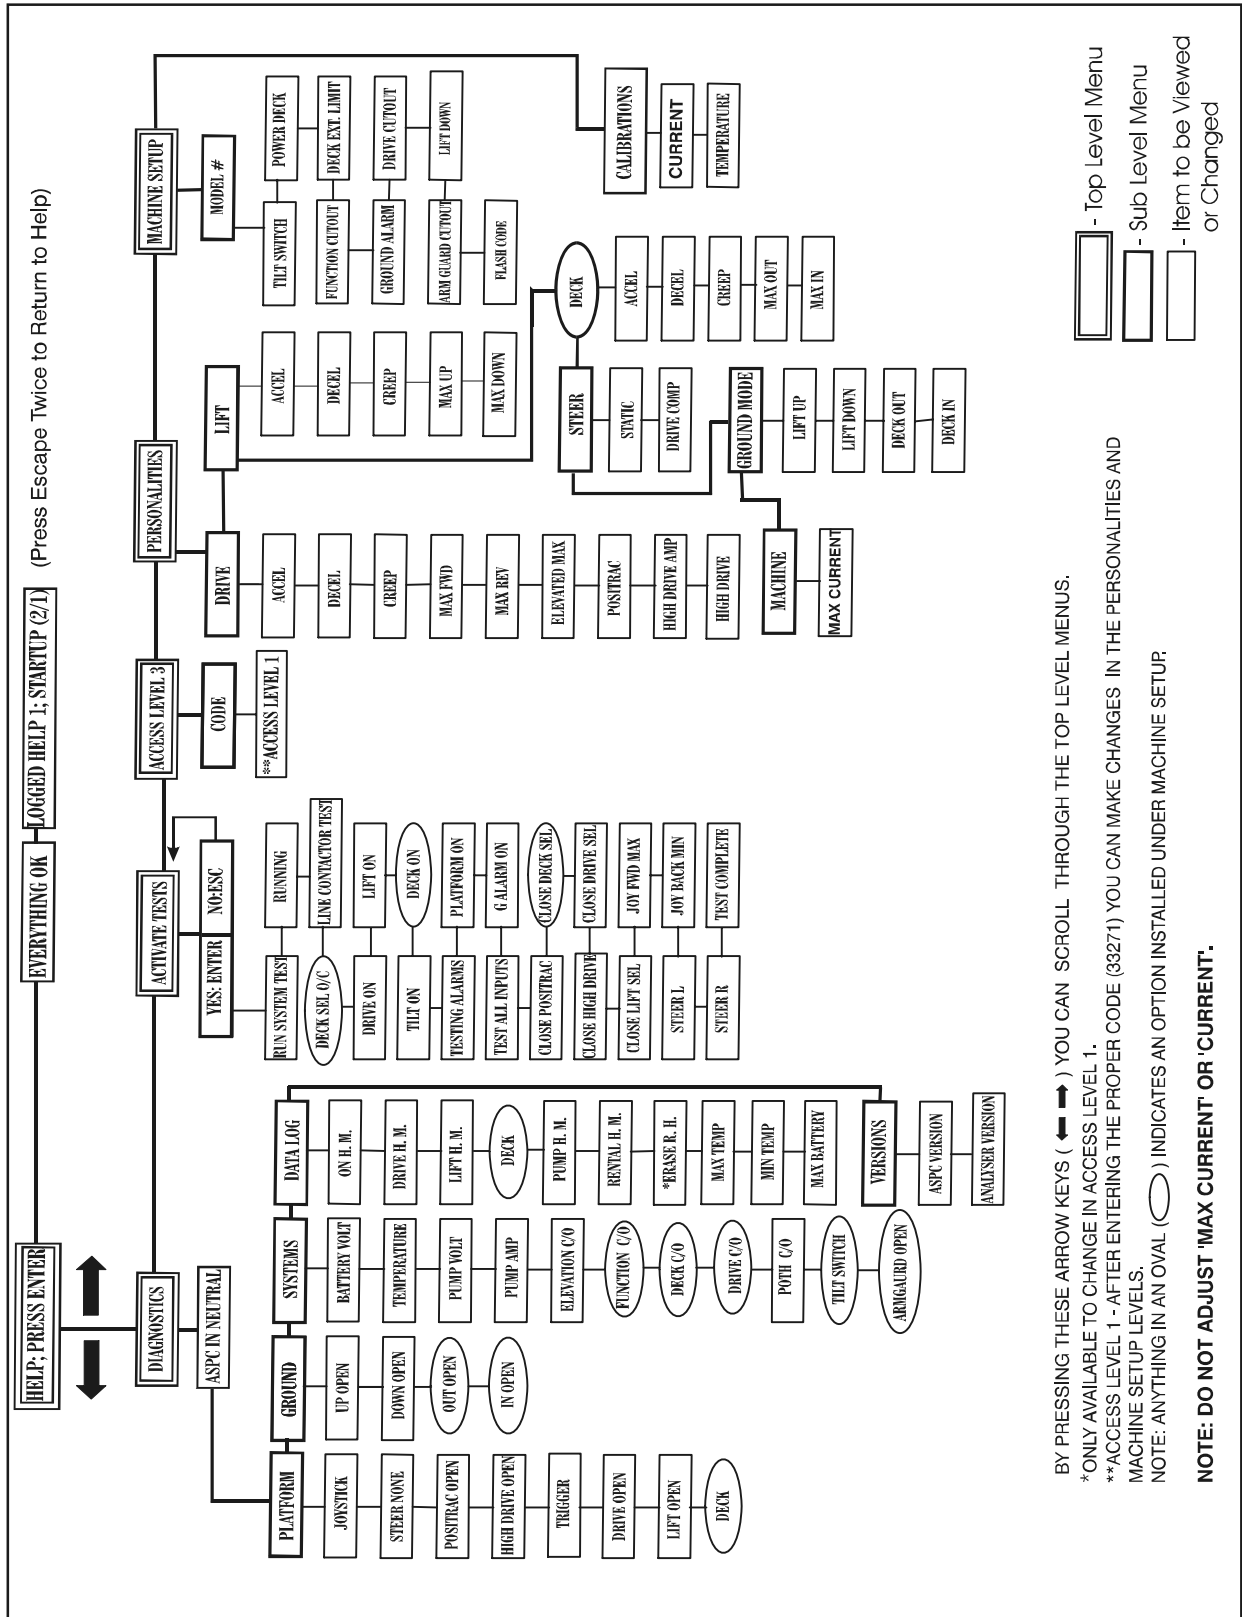 HELP; PRESS ENTER
EVERYTHING OK
LOGGED HELP 1; STARTUP (2/1)
(Press Escape Twice to Return to Help)
DIAGNOSTICS
ACTIVATE TESTS
ACCESS LEVEL 3
PERSONALITIES
MACHINE SETUP
ASPC IN NEUTRAL
PLATFORM
JOYSTICK
STEER NONE
POSITRAC OPEN
HIGH DRIVE OPEN
TRIGGER
DRIVE OPEN
LIFT OPEN
DECK
GROUND
UP OPEN
DOWN OPEN
OUT OPEN
IN OPEN
SYSTEMS
BATTERY VOLT
TEMPERATURE
PUMP VOLT
PUMP AMP
ELEVATION C/O
FUNCTION C/O
DECK C/O
DRIVE C/O
POTH C/O
TILT SWITCH
ARMGAURD OPEN
DATA LOG
ON H. M.
DRIVE H. M.
LIFT H. M.
DECK
PUMP H. M.
RENTAL H. M.
*ERASE R. H.
MAX TEMP
MIN TEMP
MAX BATTERY
VERSIONS
ASPC VERSION
ANALYSER VERSION
YES: ENTER
NO:ESC
RUN SYSTEM TEST
RUNNING
DECK SEL O/C
LINE CONTACTOR TEST
DRIVE ON
LIFT ON
TILT ON
DECK ON
TESTING ALARMS
PLATFORM ON
TEST ALL INPUTS
G ALARM ON
CLOSE POSITRAC
CLOSE DECK SEL
CLOSE HIGH DRIVE
CLOSE DRIVE SEL
CLOSE LIFT SEL
JOY FWD MAX
STEER L
JOY BACK MIN
STEER R
TEST COMPLETE
CODE
**ACCESS LEVEL 1
DRIVE
ACCEL
DECEL
CREEP
MAX FWD
MAX REV
ELEVATED MAX
POSITRAC
HIGH DRIVE AMP
HIGH DRIVE
LIFT
ACCEL
DECEL
CREEP
MAX UP
MAX DOWN
DECK
ACCEL
DECEL
CREEP
MAX OUT
MAX IN
STEER
STATIC
DRIVE COMP
GROUND MODE
LIFT UP
LIFT DOWN
DECK OUT
DECK IN
MACHINE
MAX CURRENT
MODEL #
TILT SWITCH
POWER DECK
FUNCTION CUTOUT
DECK EXT. LIMIT
GROUND ALARM
DRIVE CUTOUT
ARM GUARD CUTOUT
LIFT DOWN
FLASH CODE
CALIBRATIONS
CURRENT
TEMPERATURE
- Top Level Menu
- Sub Level Menu
- Item to be Viewed
or Changed
BY PRESSING THESE ARROW KEYS ( ) YOU CAN SCROLL THROUGH THE TOP LEVEL MENUS.
*ONLY AVAILABLE TO CHANGE IN ACCESS LEVEL 1.
**ACCESS LEVEL 1 - AFTER ENTERING THE PROPER CODE (33271) YOU CAN MAKE CHANGES IN THE PERSONALITIES AND
MACHINE SETUP LEVELS.
NOTE: ANYTHING IN AN OVAL ( ) INDICATES AN OPTION INSTALLED UNDER MACHINE SETUP.
NOTE: DO NOT ADJUST 'MAX CURRENT' OR 'CURRENT'.